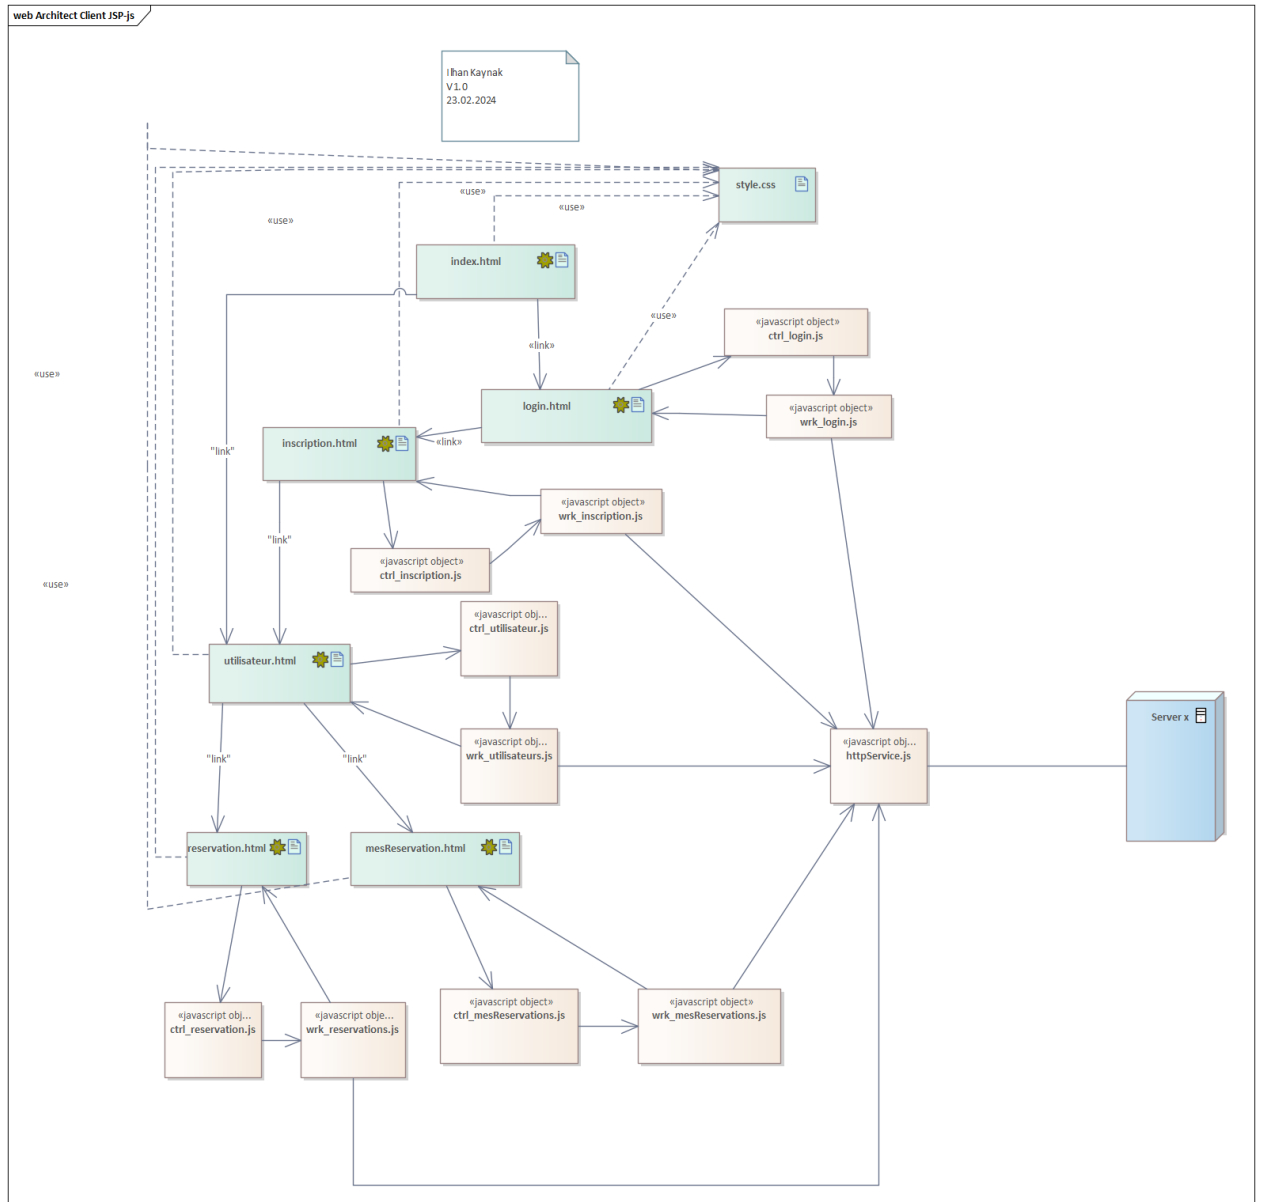 web Architect Client JSP-js
Ilhan Kaynak
V1.0
23.02.2024
style.css
«use»
«use»
«use»
index.html
«use»
«javascript object»
ctrl_login.js
«link»
«use»
login.html
«javascript object»
wrk_login.js
inscription.html
«link»
"link"
«javascript object»
wrk_inscription.js
"link"
«javascript object»
ctrl_inscription.js
«use»
«javascript obj...
ctrl_utilisateur.js
utilisateur.html
Server x
«javascript obj...
wrk_utilisateurs.js
«javascript obj...
httpService.js
"link"
"link"
reservation.html
mesReservation.html
«javascript obj...
ctrl_reservation.js
«javascript obje...
wrk_reservations.js
«javascript object»
ctrl_mesReservations.js
«javascript object»
wrk_mesReservations.js